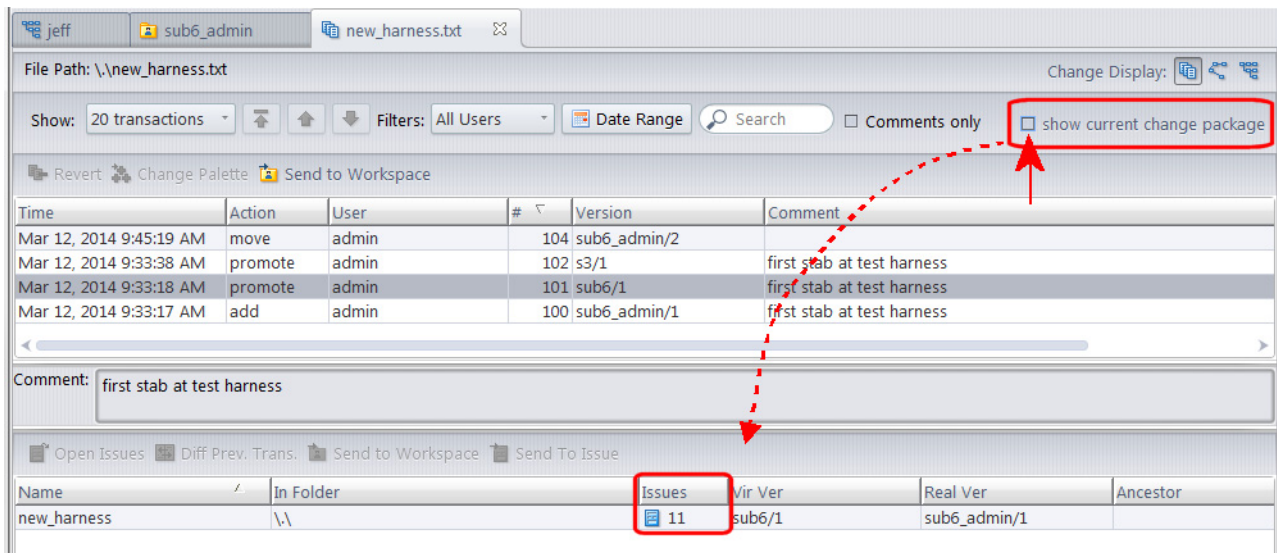 jeff sub6_admin new_harness.txt
File Path: \.\new_harness.txt Change Display:
Show: 20 transactions Filters: All Users Date Range Search Comments only show current change package
Revert Change Palette Send to Workspace
Time Action User # Version Comment
Mar 12, 2014 9:45:19 AM move admin 104 sub6_admin/2
Mar 12, 2014 9:33:38 AM promote admin 102 s3/1 first stab at test harness
Mar 12, 2014 9:33:18 AM promote admin 101 sub6/1 first stab at test harness
Mar 12, 2014 9:33:17 AM add admin 100 sub6_admin/1 first stab at test harness
Comment: first stab at test harness
Open Issues Diff Prev. Trans. Send to Workspace Send To Issue
Name In Folder Issues Vir Ver Real Ver Ancestor
new_harness \.\ 11 sub6/1 sub6_admin/1